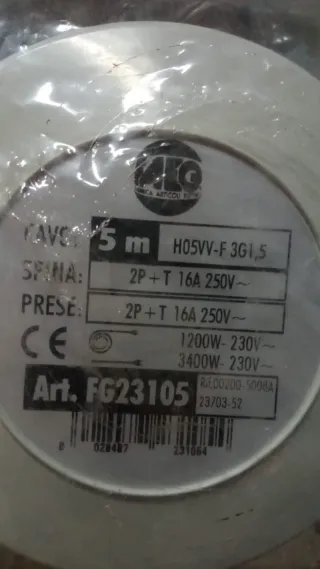 CAVO: 5 m H05VV-F 3G1,5
SPINA: 2P+T 16A 250V~
PRESE: 2P+T 16A 250V~
CE 1200W-230V~
3400W-230V~
Art. FG23105
23703-52